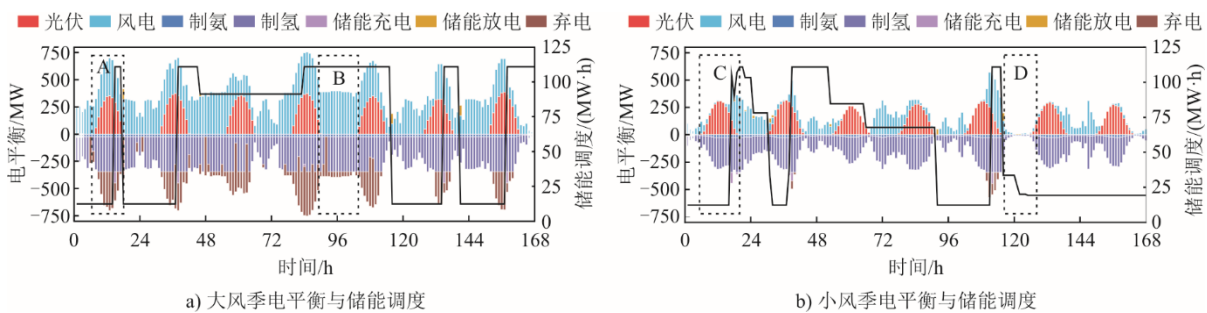 光伏 风电 制氨 制氢 储能充电 储能放电 弃电
光伏 风电 制氨 制氢 储能充电 储能放电 弃电
电平衡/MW
750
500
250
0
−250
−500
−750
A
B
125
100
75
50
25
0
储能调度(MW·h)
0 24 48 72 96 120 144 168
时间/h
a) 大风季电平衡与储能调度
电平衡/MW
750
500
250
0
−250
−500
−750
C
D
125
100
75
50
25
0
储能调度/(MW·h)
0 24 48 72 96 120 144 168
时间/h
b) 小风季电平衡与储能调度